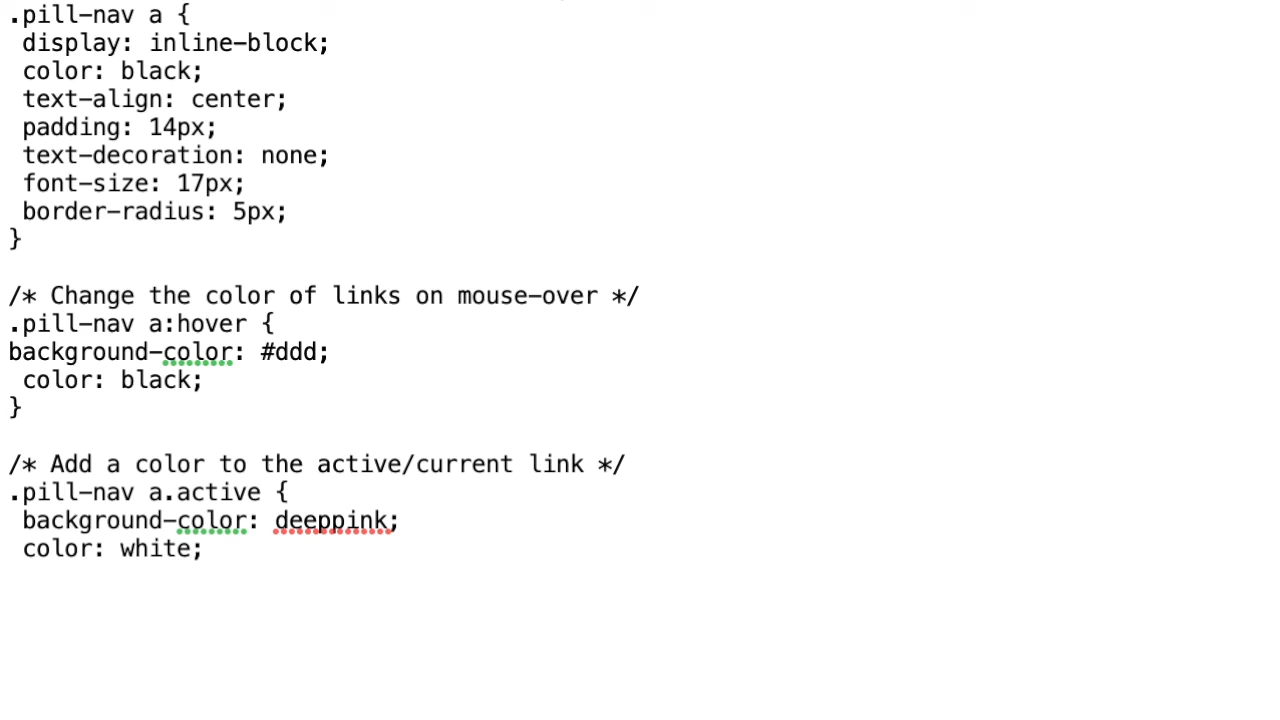 .pill-nav a {
 display: inline-block;
 color: black;
 text-align: center;
 padding: 14px;
 text-decoration: none;
 font-size: 17px;
 border-radius: 5px;
}

/* Change the color of links on mouse-over */
.pill-nav a:hover {
background-color: #ddd;
 color: black;
}

/* Add a color to the active/current link */
.pill-nav a.active {
 background-color: deeppink;
 color: white;